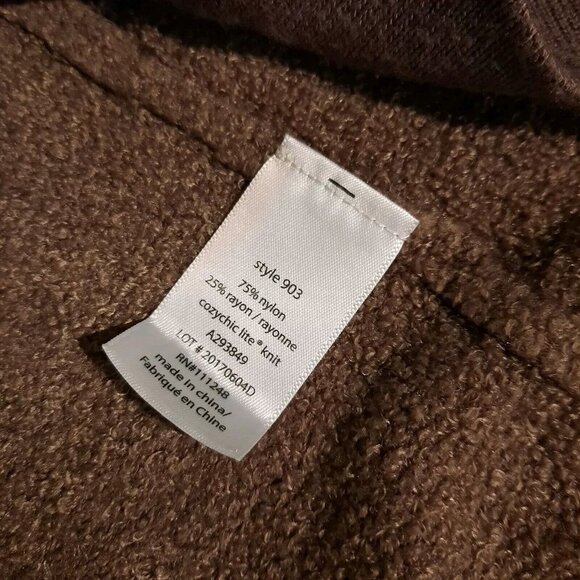 style 903
75% nylon
25% rayon / rayonne
cozychic lite® knit
A293849
LOT # 20170604D
RN#111248
made in china/
Fabriqué en Chine